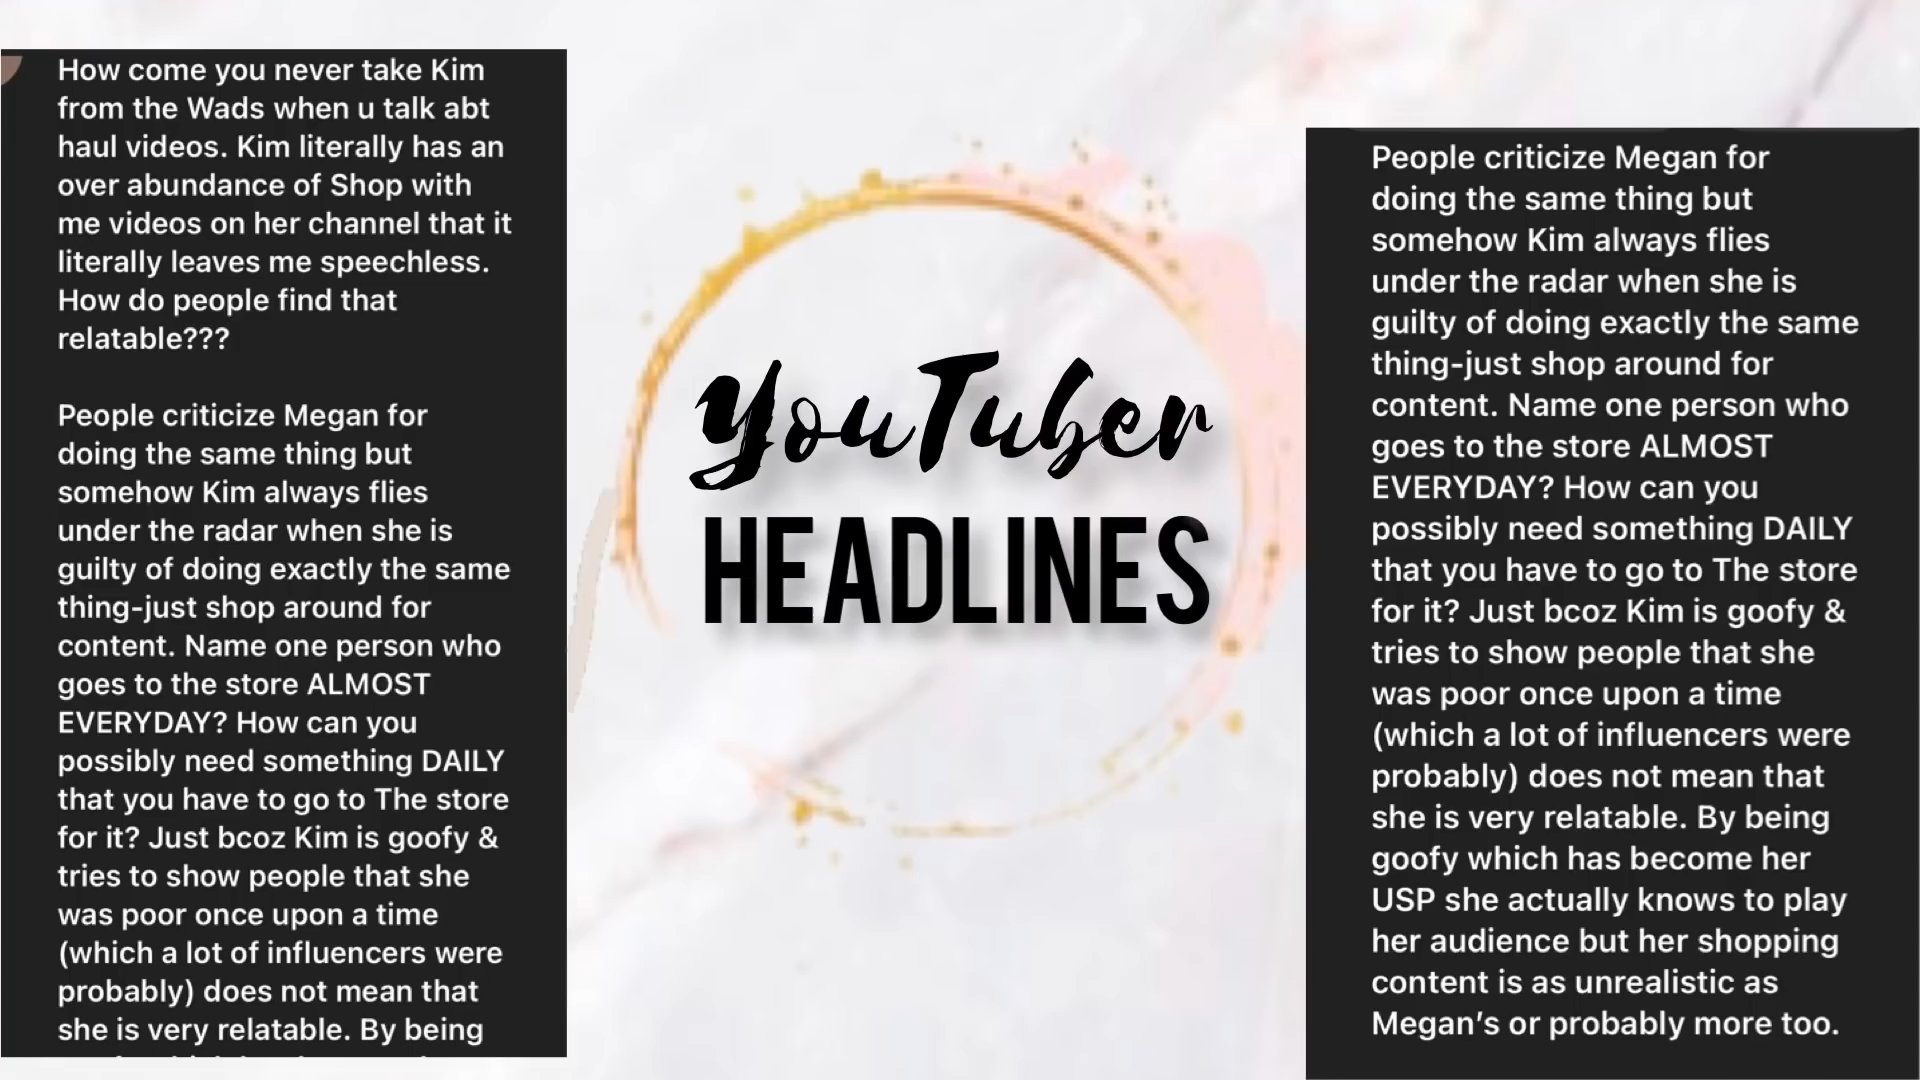 How come you never take Kim
from the Wads when u talk abt
haul videos. Kim literally has an
over abundance of Shop with
me videos on her channel that it
literally leaves me speechless.
How do people find that
relatable???
People criticize Megan for
doing the same thing but
somehow Kim always flies
under the radar when she is
guilty of doing exactly the same
thing-just shop around for
content. Name one person who
goes to the store ALMOST
EVERYDAY? How can you
possibly need something DAILY
that you have to go to The store
for it? Just bcoz Kim is goofy &
tries to show people that she
was poor once upon a time
(which a lot of influencers were
probably) does not mean that
she is very relatable. By being
YouTuber
HEADLINES
People criticize Megan for
doing the same thing but
somehow Kim always flies
under the radar when she is
guilty of doing exactly the same
thing-just shop around for
content. Name one person who
goes to the store ALMOST
EVERYDAY? How can you
possibly need something DAILY
that you have to go to The store
for it? Just bcoz Kim is goofy &
tries to show people that she
was poor once upon a time
(which a lot of influencers were
probably) does not mean that
she is very relatable. By being
goofy which has become her
USP she actually knows to play
her audience but her shopping
content is as unrealistic as
Megan's or probably more too.